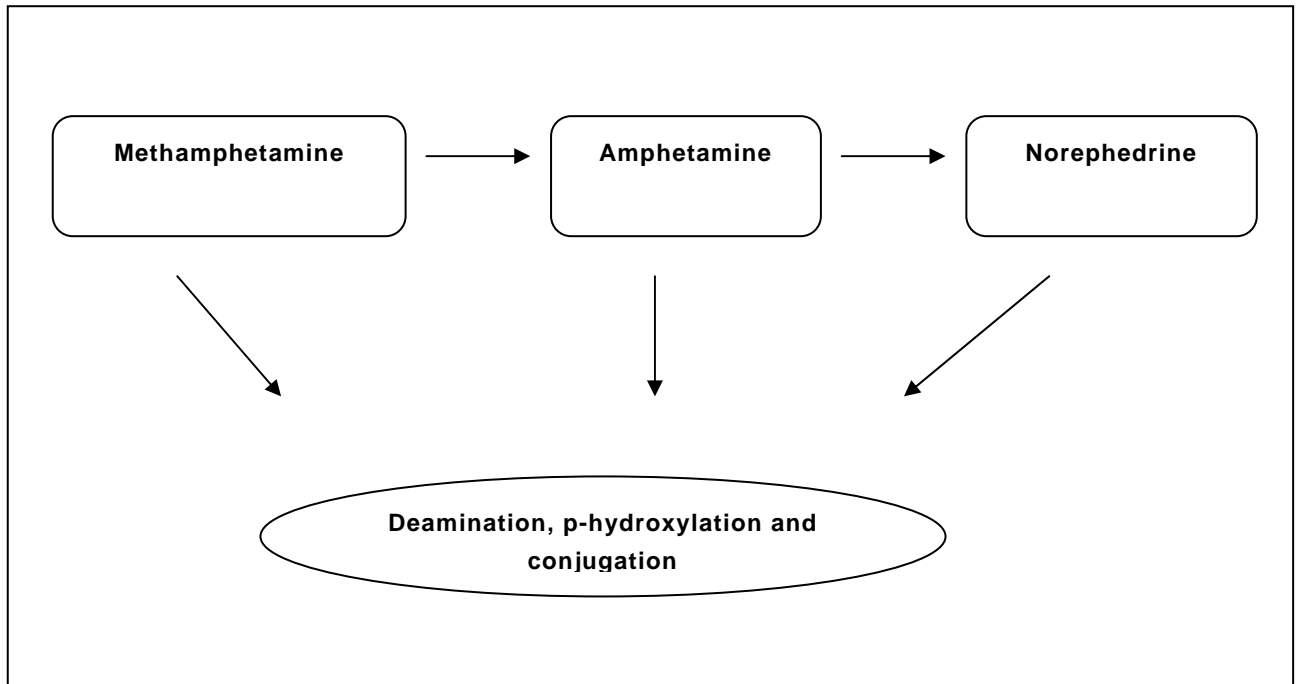 Methamphetamine
Amphetamine
Norephedrine
Deamination, p-hydroxylation and
conjugation